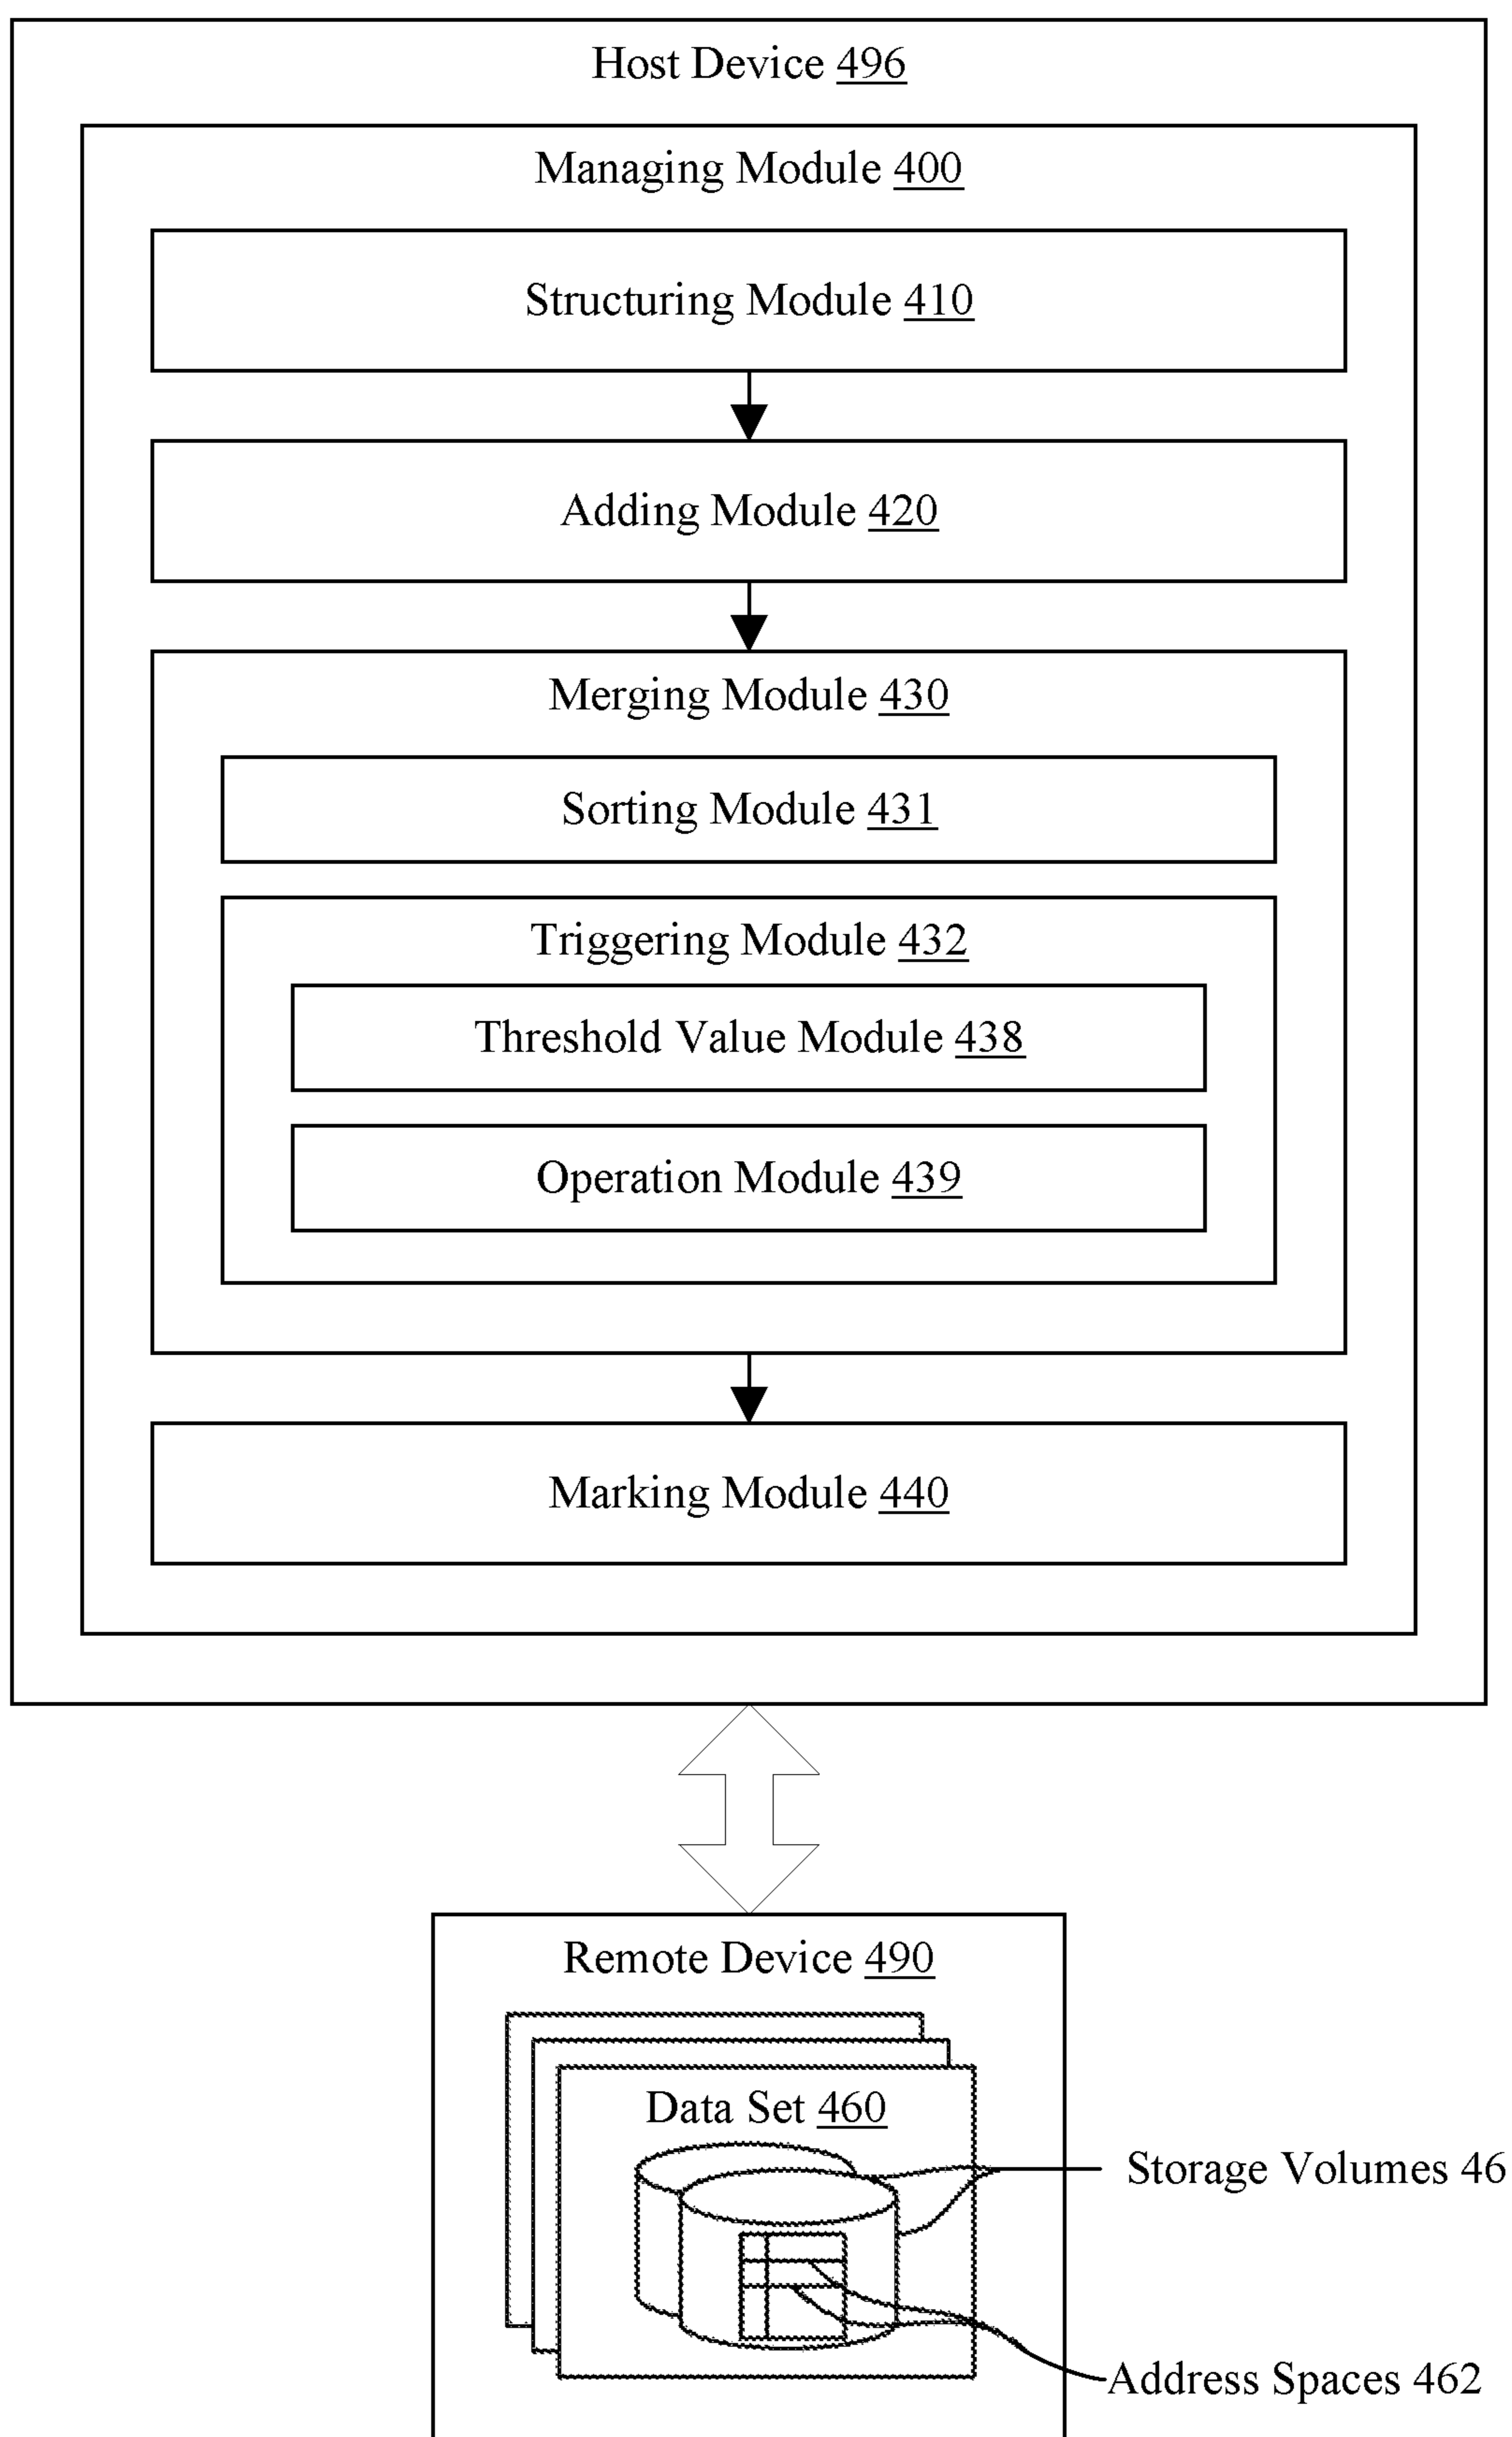 Host Device 496
Managing Module 400
Structuring Module 410
Adding Module 420
Merging Module 430
Sorting Module 431
Triggering Module 432
Threshold Value Module 438
Operation Module 439
Marking Module 440
Remote Device 490
Data Set 460
Storage Volumes 46
Address Spaces 462